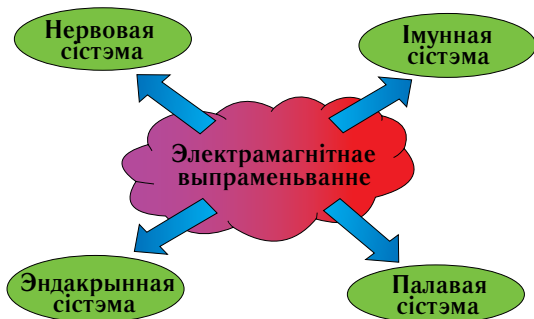 Нервовая
сістэма
Імунная
сістэма
Электрамагнітнае
выпраменьванне
Эндакрынная
сістэма
Палавая
сістэма